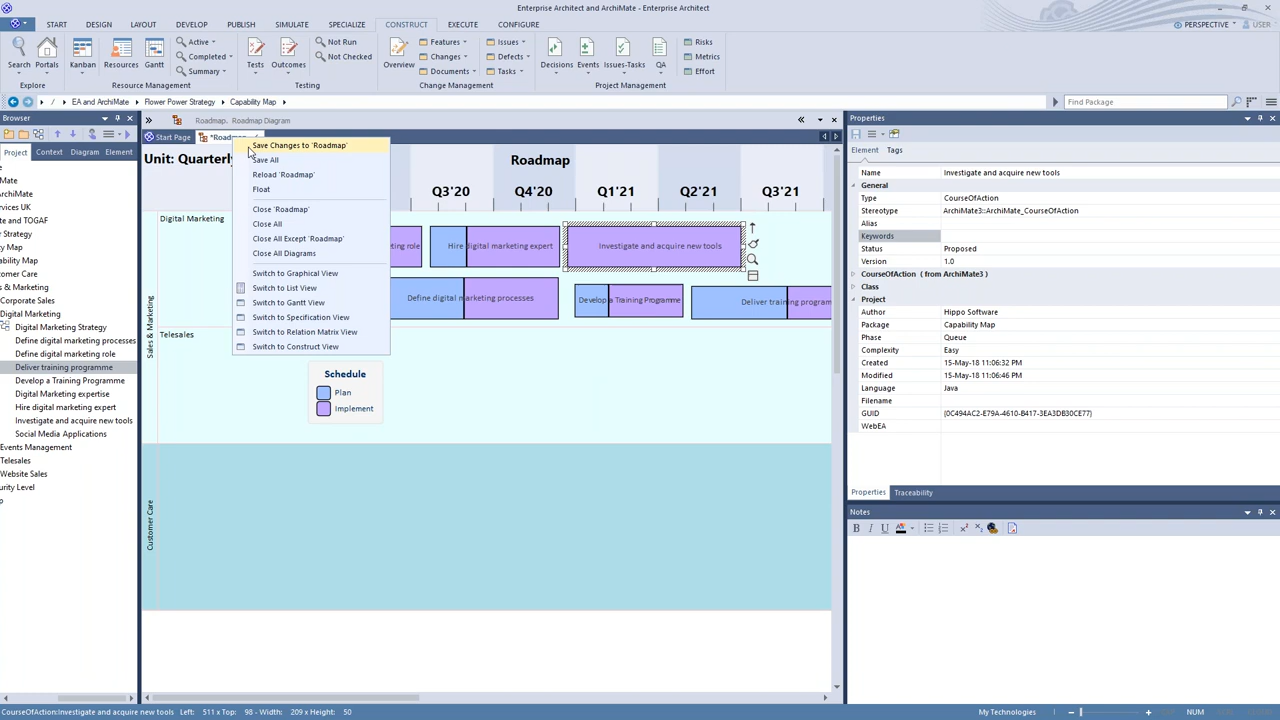 Enterprise Architect and ArchiMate - Enterprise Architect
START DESIGN LAYOUT DEVELOP PUBLISH SIMULATE SPECIALIZE CONSTRUCT EXECUTE CONFIGURE PERSPECTIVE USER
Search Portals Kanban Resources Gantt Active Completed Summary Tests Outcomes Not Run Not Checked Overview Features Changes Documents Issues Defects Tasks Decisions Events Issues-Tasks QA Risks Metrics Effort
Explore Resource Management Testing Change Management Project Management
/ EA and ArchiMate Flower Power Strategy Capability Map Find Package
Browser
Project Context Diagram Element
Mate
ArchiMate
rvices UK
ate and TOGAF
r Strategy
ty Map
ability Map
omer Care
s
Corporate Sales
Digital Marketing
Digital Marketing Strategy
Define digital marketing processes
Define digital marketing role
Deliver training programme
Develop a Training Programme
Digital Marketing expertise
Hire digital marketing expert
Investigate and acquire new tools
Social Media Applications
Events Management
Telesales
Website Sales
urity Level
p
Roadmap. Roadmap Diagram
Start Page *Roadmap
Unit: Quarterly
Roadmap
Q3'20 Q4'20 Q1'21 Q2'21 Q3'21
Digital Marketing
ting role Hire digital marketing expert Investigate and acquire new tools
Define digital marketing processes Develop a Training Programme Deliver training program
Sales & Marketing
Telesales
Schedule
Plan
Implement
Customer Care
Save Changes to 'Roadmap'
Save All
Reload 'Roadmap'
Float
Close 'Roadmap'
Close All
Close All Except 'Roadmap'
Close All Diagrams
Switch to Graphical View
Switch to List View
Switch to Gantt View
Switch to Specification View
Switch to Relation Matrix View
Switch to Construct View
Properties
Element Tags
Name Investigate and acquire new tools
General
Type CourseOfAction
Stereotype ArchiMate3::ArchiMate_CourseOfAction
Alias
Keywords
Status Proposed
Version 1.0
CourseOfAction ( from ArchiMate3 )
Class
Project
Author Hippo Software
Package Capability Map
Phase Queue
Complexity Easy
Created 15-May-18 11:06:32 PM
Modified 15-May-18 11:06:46 PM
Language Java
Filename
GUID {0C494AC2-E79A-4610-B417-3EA3DB30CE77}
WebEA
Properties Traceability
Notes
B I U A
CourseOfAction:Investigate and acquire new tools Left: 511 x Top: 98 - Width: 209 x Height: 50 My Technologies NUM